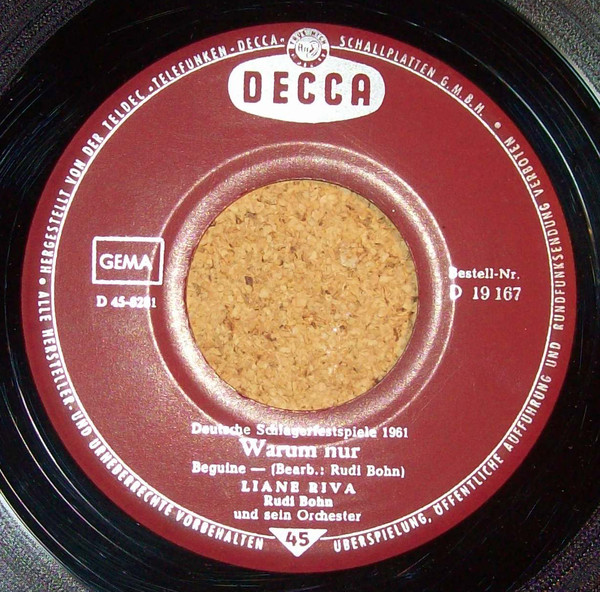 • HERGESTELLT VON DER TELDEC „TELEFUNKEN-DECCA“ SCHALLPLATTEN G.M.B.H. •
DECCA
GEMA
D 45-8281
Bestell-Nr.
D 19 167
Deutsche Schlagerfestspiele 1961
Warum nur
Beguine — (Bearb.: Rudi Bohn)
LIANE RIVA
Rudi Bohn
und sein Orchester
45
ALLE HERSTELLER- UND URHEBERRECHTE VORBEHALTEN
ÜBERSPIELUNG, ÖFFENTLICHE AUFFÜHRUNG UND RUNDFUNKSENDUNG VERBOTEN